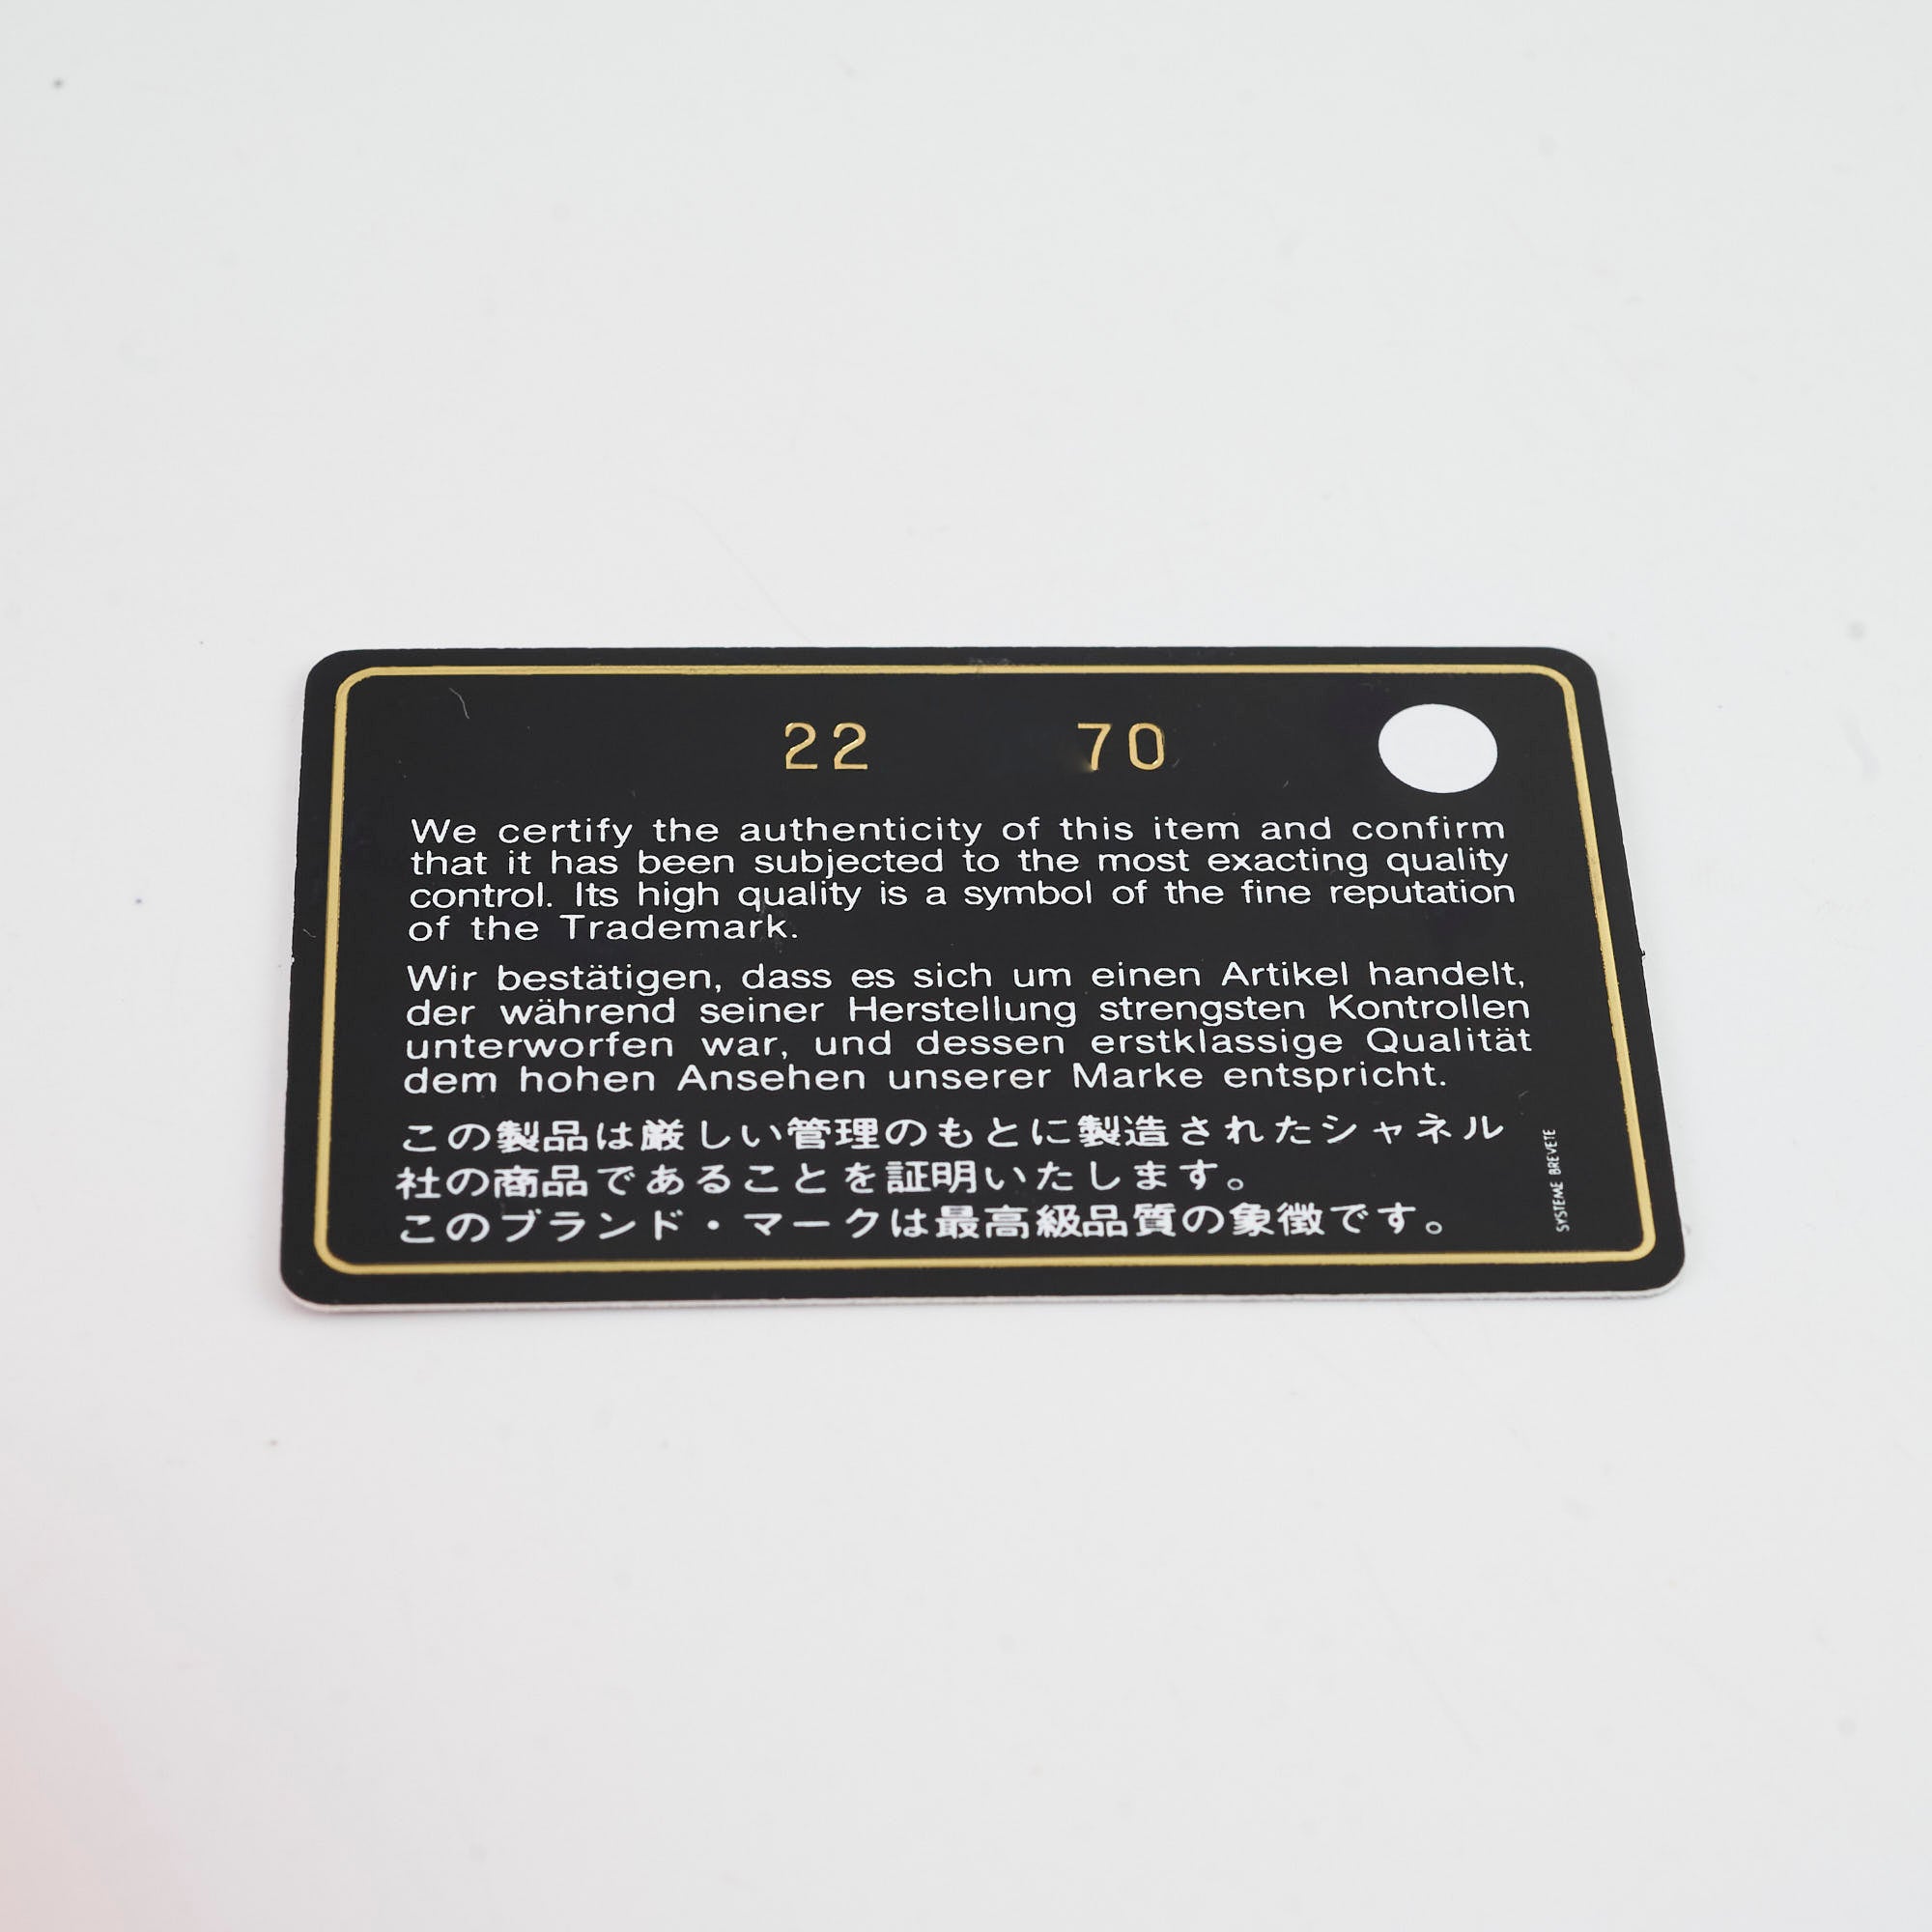 22 70
We certify the authenticity of this item and confirm
that it has been subjected to the most exacting quality
control. Its high quality is a symbol of the fine reputation
of the Trademark.
Wir bestätigen, dass es sich um einen Artikel handelt,
der während seiner Herstellung strengsten Kontrollen
unterworfen war, und dessen erstklassige Qualität
dem hohen Ansehen unserer Marke entspricht.
この製品は厳しい管理のもとに製造されたシャネル
社の商品であることを証明いたします。
このブランド・マークは最高級品質の象徴です。
SYSTEME BREVETE